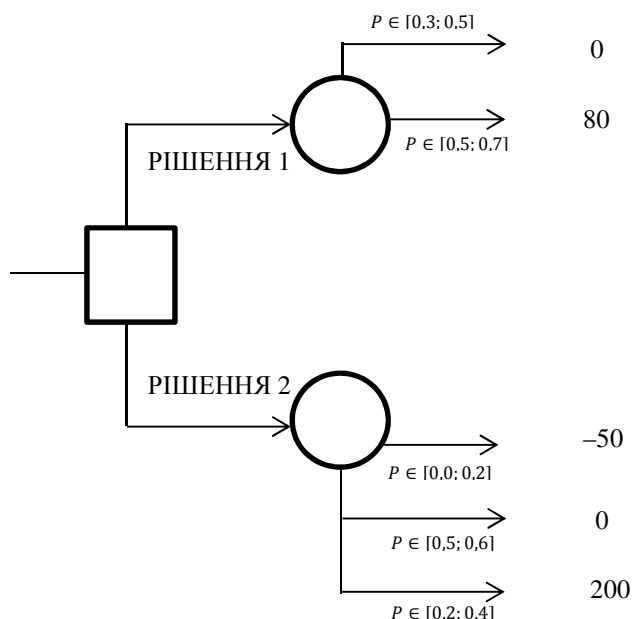 P ∈ [0,3; 0,5]
0
80
P ∈ [0,5; 0,7]
РІШЕННЯ 1
РІШЕННЯ 2
–50
P ∈ [0,0; 0,2]
0
P ∈ [0,5; 0,6]
200
P ∈ [0,2; 0,4]